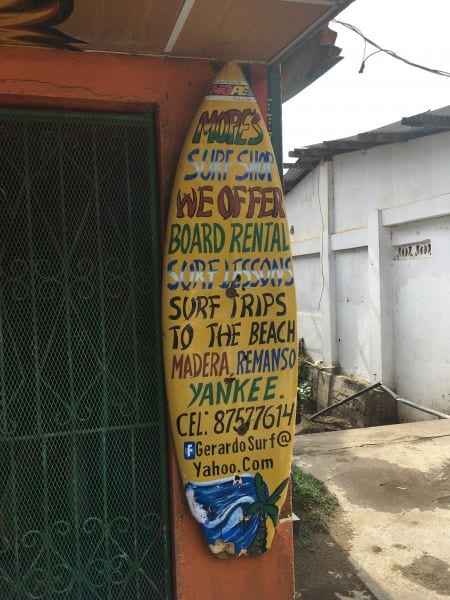 MOPE'S
SURF SHOP
WE OFFER
BOARD RENTAL
SURF LESSONS
SURF TRIPS
TO THE BEACH
MADERA, REMANSO
YANKEE.
CEL: 87577614
f GerardoSurf@
Yahoo.Com